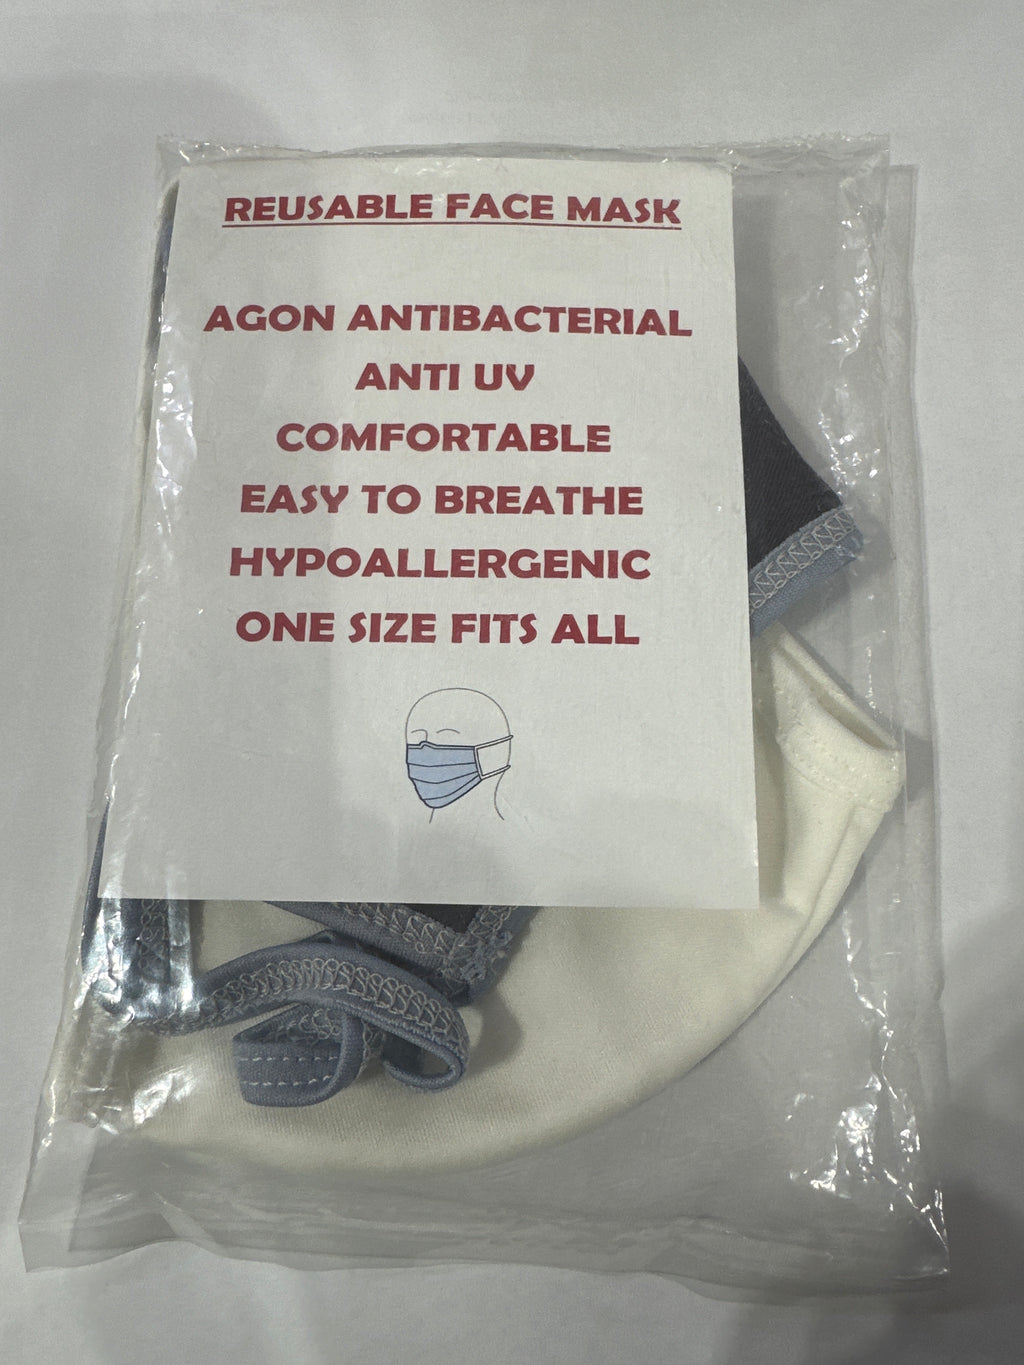 REUSABLE FACE MASK
AGON ANTIBACTERIAL
ANTI UV
COMFORTABLE
EASY TO BREATHE
HYPOALLERGENIC
ONE SIZE FITS ALL